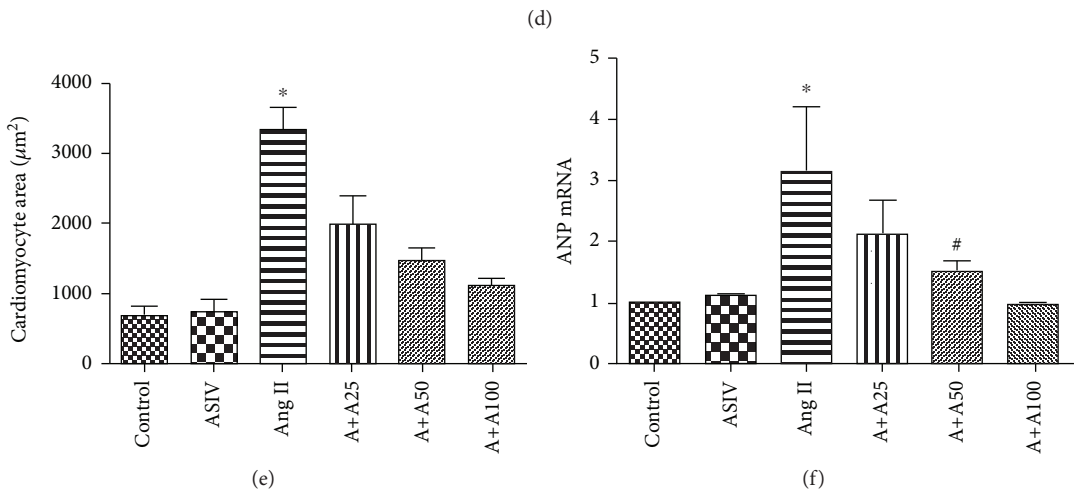 (d)
Cardiomyocyte area (μm²)
4000
3000
2000
1000
0
*
Control
ASIV
Ang II
A+A25
A+A50
A+A100
(e)
ANP mRNA
5
4
3
2
1
0
*
#
Control
ASIV
Ang II
A+A25
A+A50
A+A100
(f)